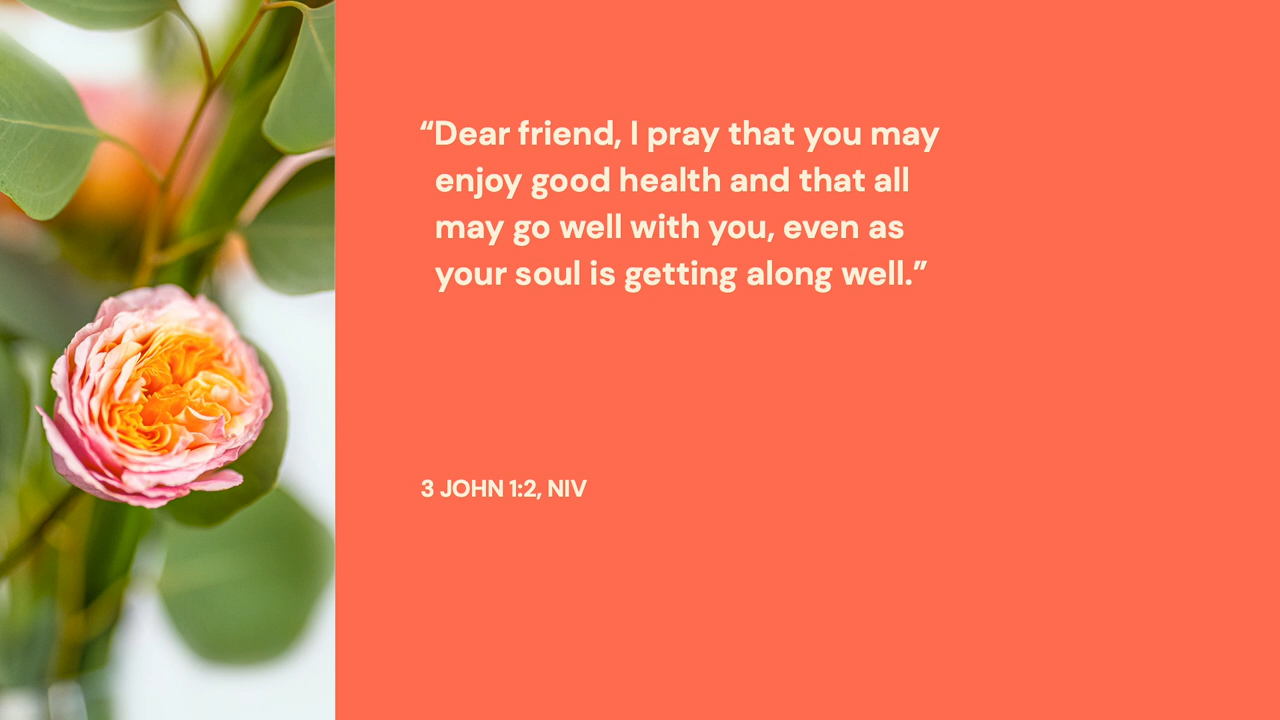 “Dear friend, I pray that you may
enjoy good health and that all
may go well with you, even as
your soul is getting along well.”
3 JOHN 1:2, NIV